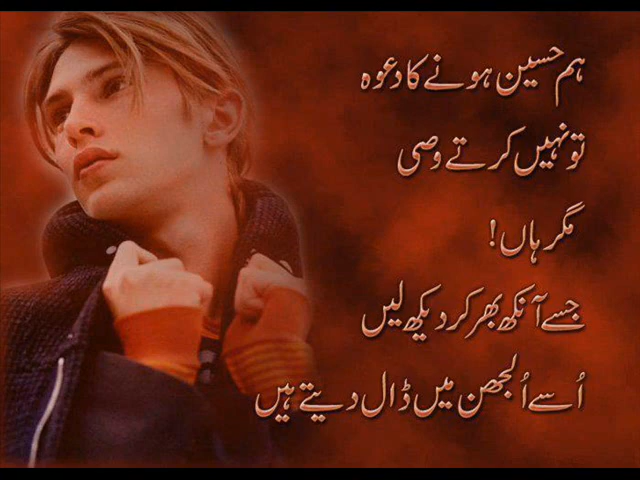 ہم حسین ہونے کا دعوہ
تو نہیں کرتے وصی
مگر ہاں!
جسے آنکھ بھر کر دیکھ لیں
اُسے اُلجھن میں ڈال دیتے ہیں